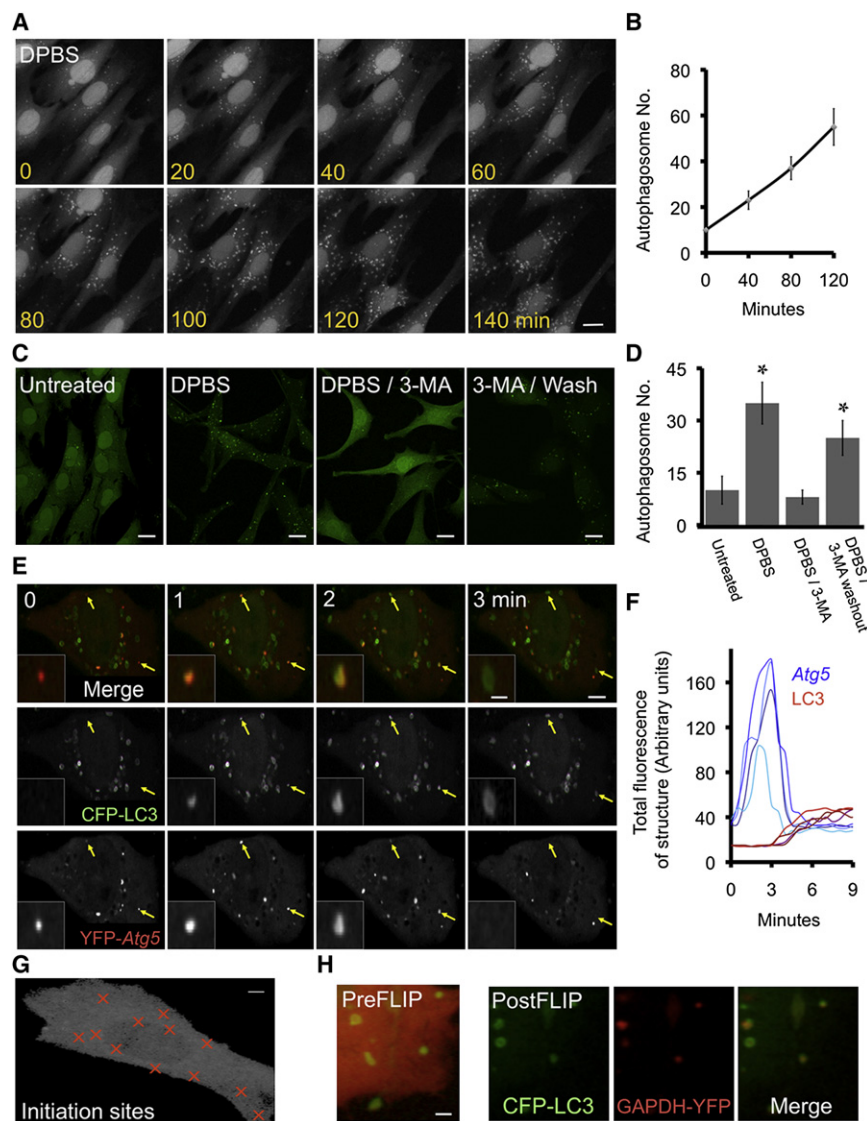 A
DPBS
0
20
40
60
80
100
120
140 min
B
Autophagosome No.
80
60
40
20
0
0 40 80 120
Minutes
C
Untreated
DPBS
DPBS / 3-MA
3-MA / Wash
D
Autophagosome No.
45
30
15
0
*
*
Untreated
DPBS
DPBS / 3-MA
DPBS /
3-MA washout
E
0
1
2
3 min
Merge
CFP-LC3
YFP-Atg5
F
Total fluorescence
of structure (Arbitrary units)
160
120
80
40
0
Atg5
LC3
0 3 6 9
Minutes
G
Initiation sites
H
PreFLIP
PostFLIP
CFP-LC3
GAPDH-YFP
Merge